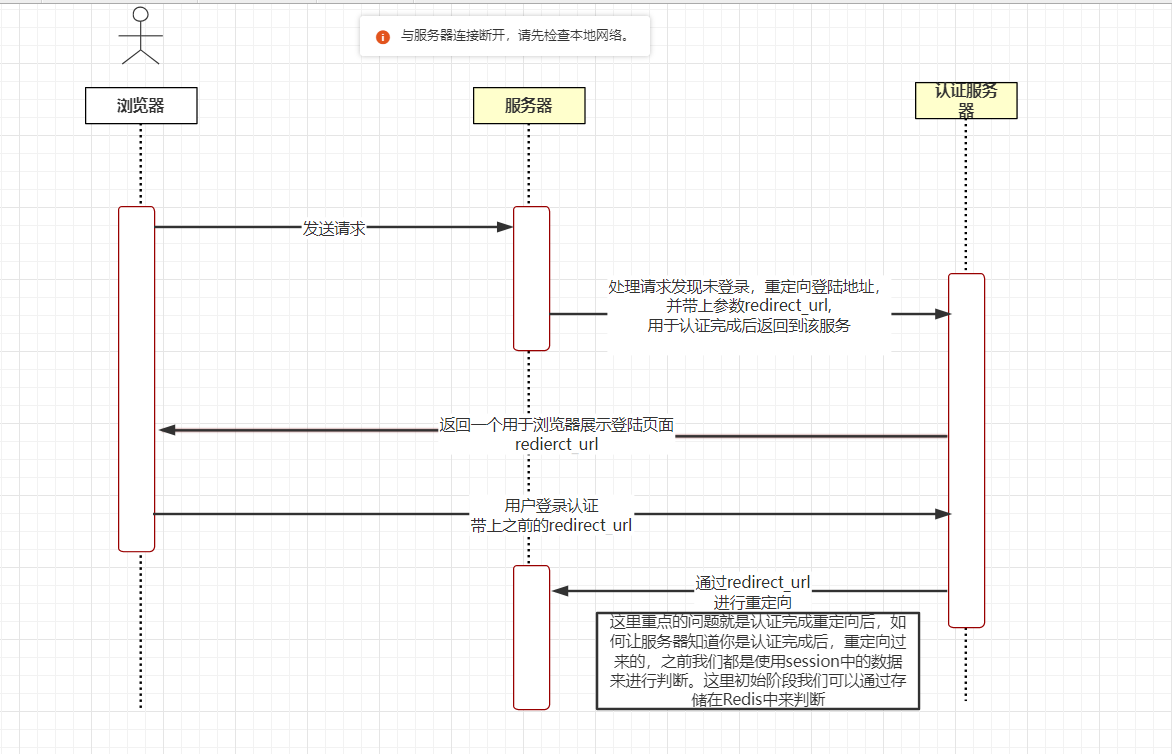 与服务器连接断开，请先检查本地网络。
浏览器
服务器
认证服务
器
发送请求
处理请求发现未登录，重定向登陆地址，
并带上参数redirect_url,
用于认证完成后返回到该服务
返回一个用于浏览器展示登陆页面
redierct_url
用户登录认证
带上之前的redirect_url
通过redirect_url
进行重定向
这里重点的问题就是认证完成重定向后，如
何让服务器知道你是认证完成后，重定向过
来的，之前我们都是使用session中的数据
来进行判断。这里初始阶段我们可以通过存
储在Redis中来判断